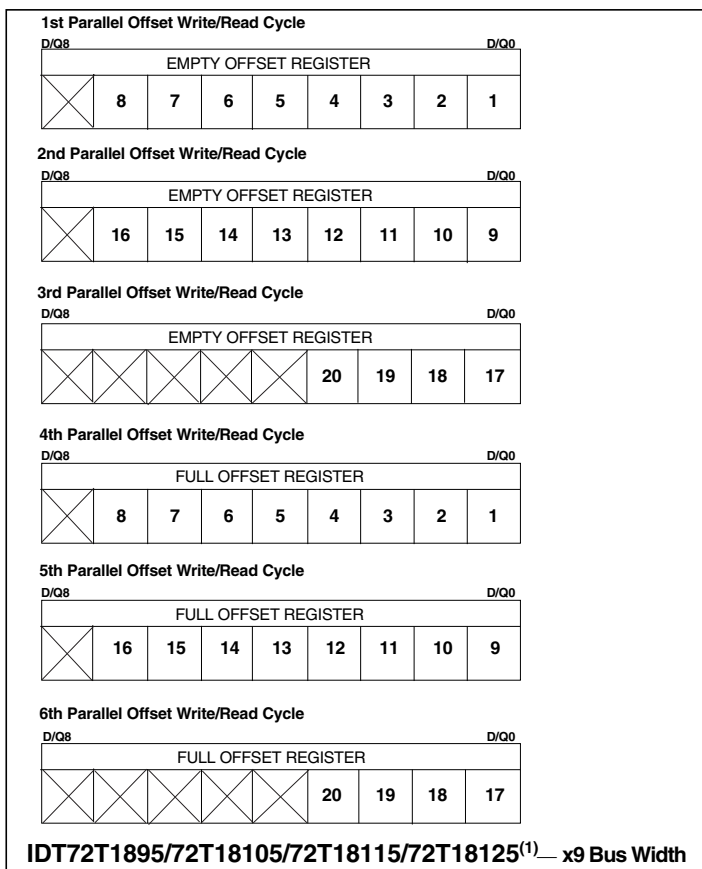 1st Parallel Offset Write/Read Cycle
D/Q8 D/Q0
EMPTY OFFSET REGISTER
8 7 6 5 4 3 2 1
2nd Parallel Offset Write/Read Cycle
D/Q8 D/Q0
EMPTY OFFSET REGISTER
16 15 14 13 12 11 10 9
3rd Parallel Offset Write/Read Cycle
D/Q8 D/Q0
EMPTY OFFSET REGISTER
20 19 18 17
4th Parallel Offset Write/Read Cycle
D/Q8 D/Q0
FULL OFFSET REGISTER
8 7 6 5 4 3 2 1
5th Parallel Offset Write/Read Cycle
D/Q8 D/Q0
FULL OFFSET REGISTER
16 15 14 13 12 11 10 9
6th Parallel Offset Write/Read Cycle
D/Q8 D/Q0
FULL OFFSET REGISTER
20 19 18 17
IDT72T1895/72T18105/72T18115/72T18125(1)— x9 Bus Width